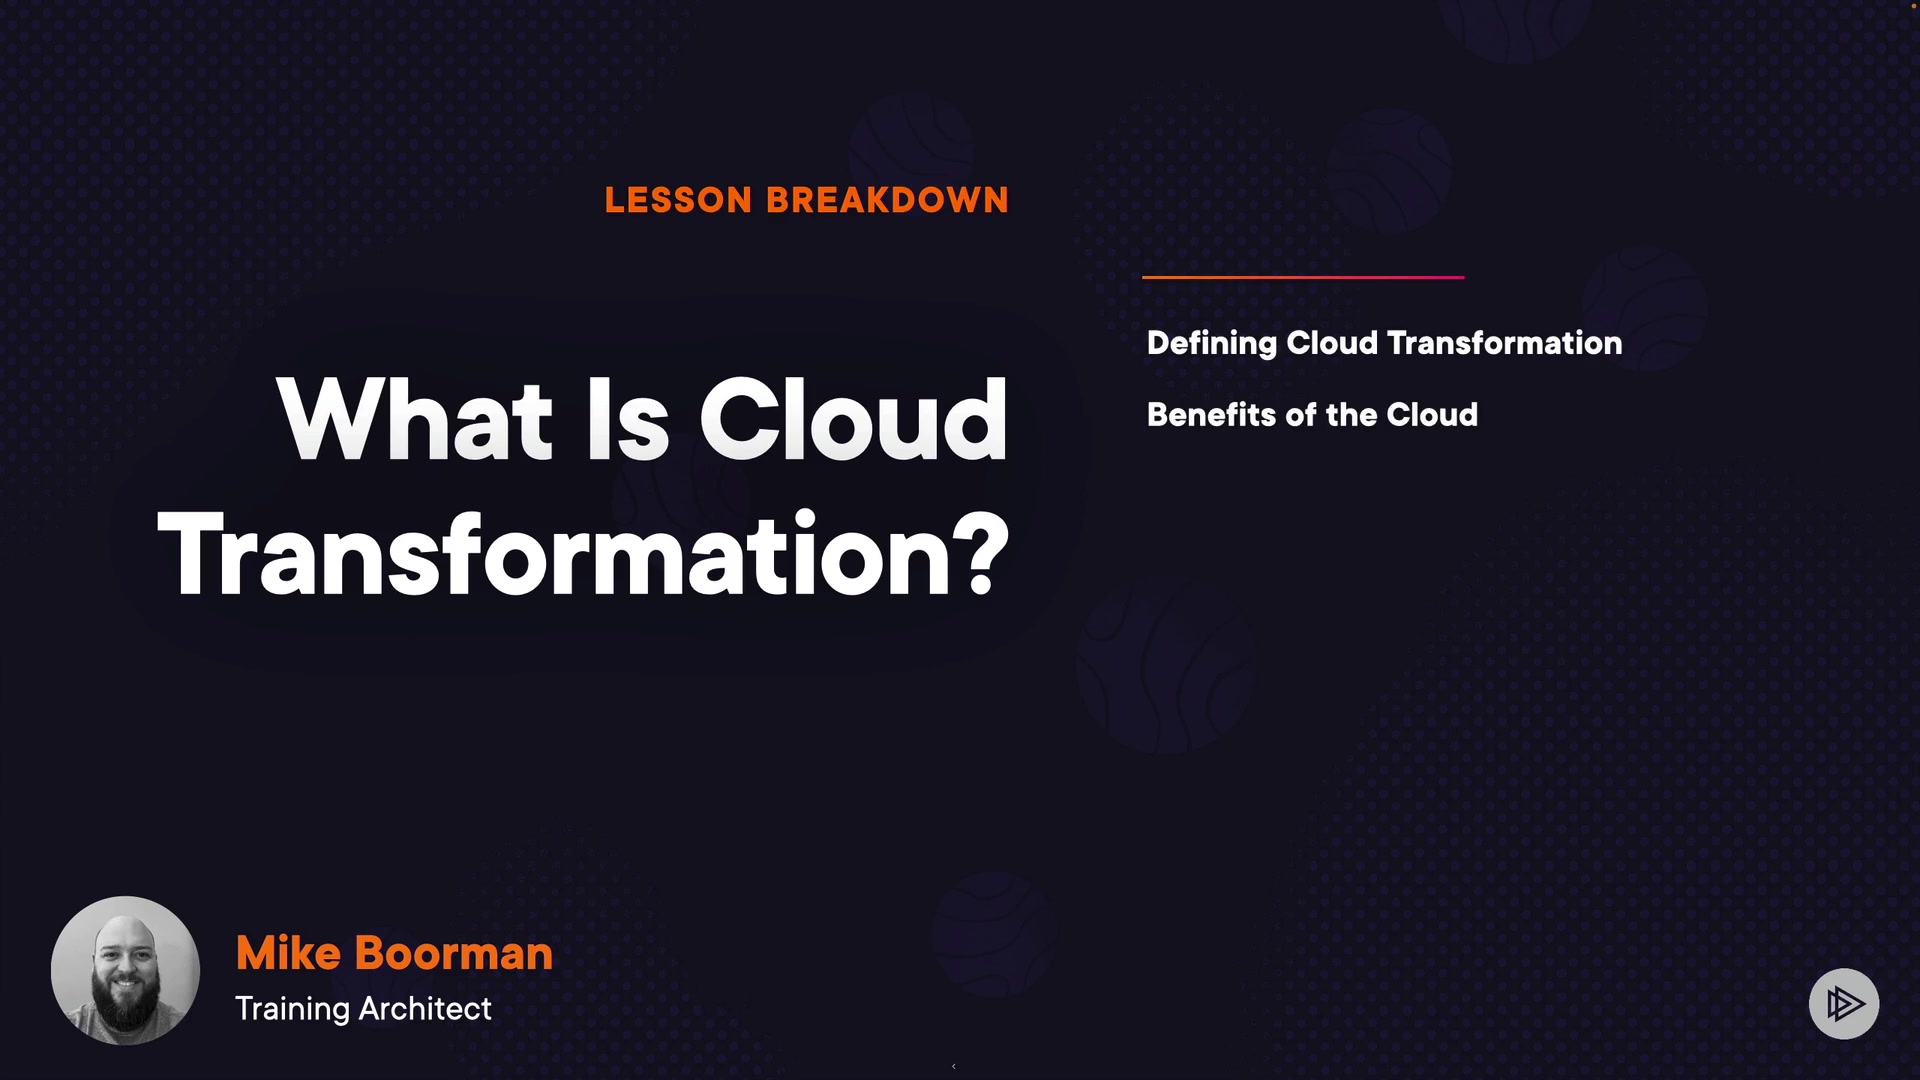 LESSON BREAKDOWN
What Is Cloud
Transformation?
Defining Cloud Transformation
Benefits of the Cloud
Mike Boorman
Training Architect